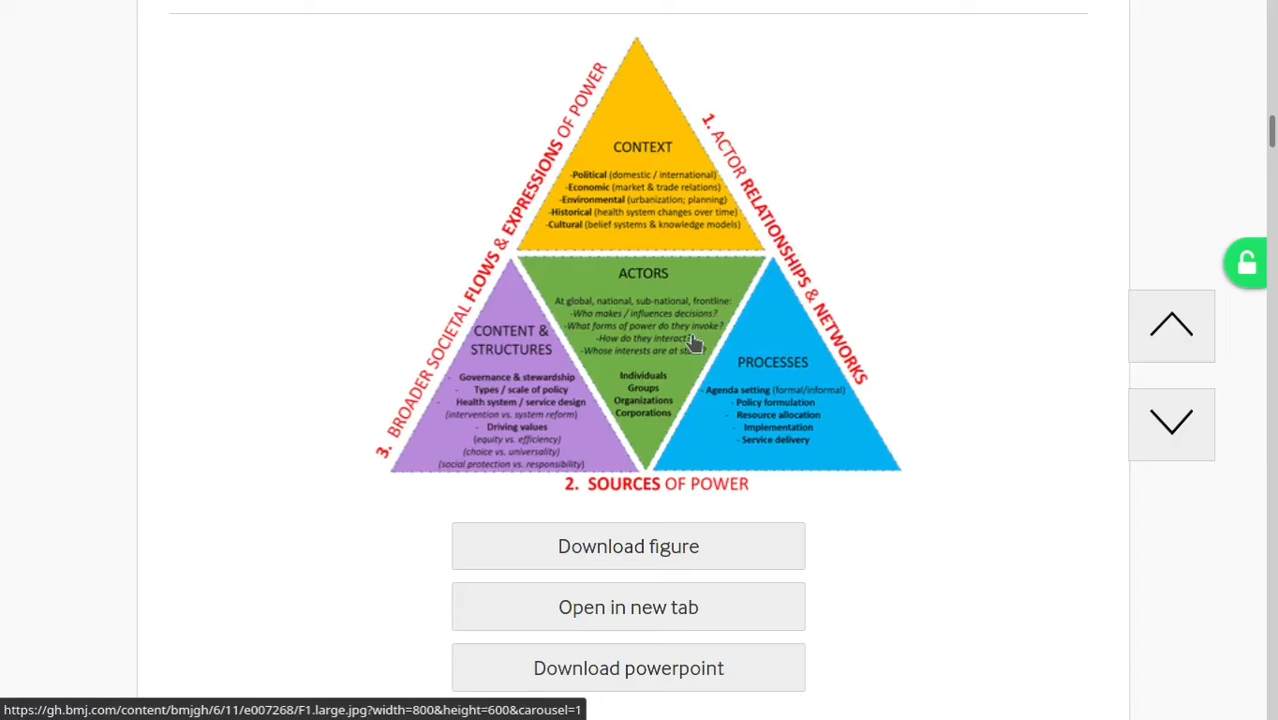 3. BROADER SOCIETAL FLOWS & EXPRESSIONS OF POWER
1. ACTOR RELATIONSHIPS & NETWORKS
CONTEXT
-Political (domestic / international)
-Economic (market & trade relations)
-Environmental (urbanization; planning)
-Historical (health system changes over time)
-Cultural (belief systems & knowledge models)
ACTORS
At global, national, sub-national, frontline:
-Who makes / influences decisions?
-What forms of power do they invoke?
-How do they interact?
-Whose interests are at
Individuals
Groups
Organizations
Corporations
CONTENT &
STRUCTURES
- Governance & stewardship
- Types / scale of policy
- Health system / service design
(intervention vs. system reform)
- Driving values
(equity vs. efficiency)
(choice vs. universality)
(social protection vs. responsibility)
PROCESSES
- Agenda setting (formal/informal)
- Policy formulation
- Resource allocation
- Implementation
- Service delivery
2. SOURCES OF POWER
Download figure
Open in new tab
Download powerpoint
https://gh.bmj.com/content/bmjgh/6/11/e007268/F1.large.jpg?width=800&height=600&carousel=1